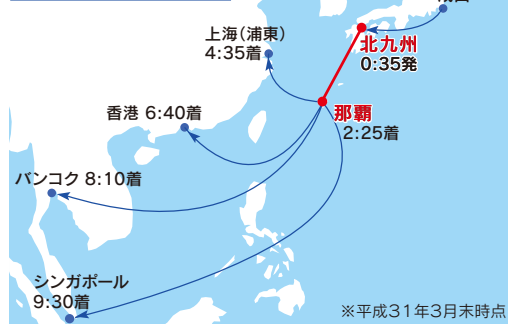 上海（浦東）
4:35着
北九州
0:35発
香港 6:40着
那覇
2:25着
バンコク 8:10着
シンガポール
9:30着
※平成31年3月末時点